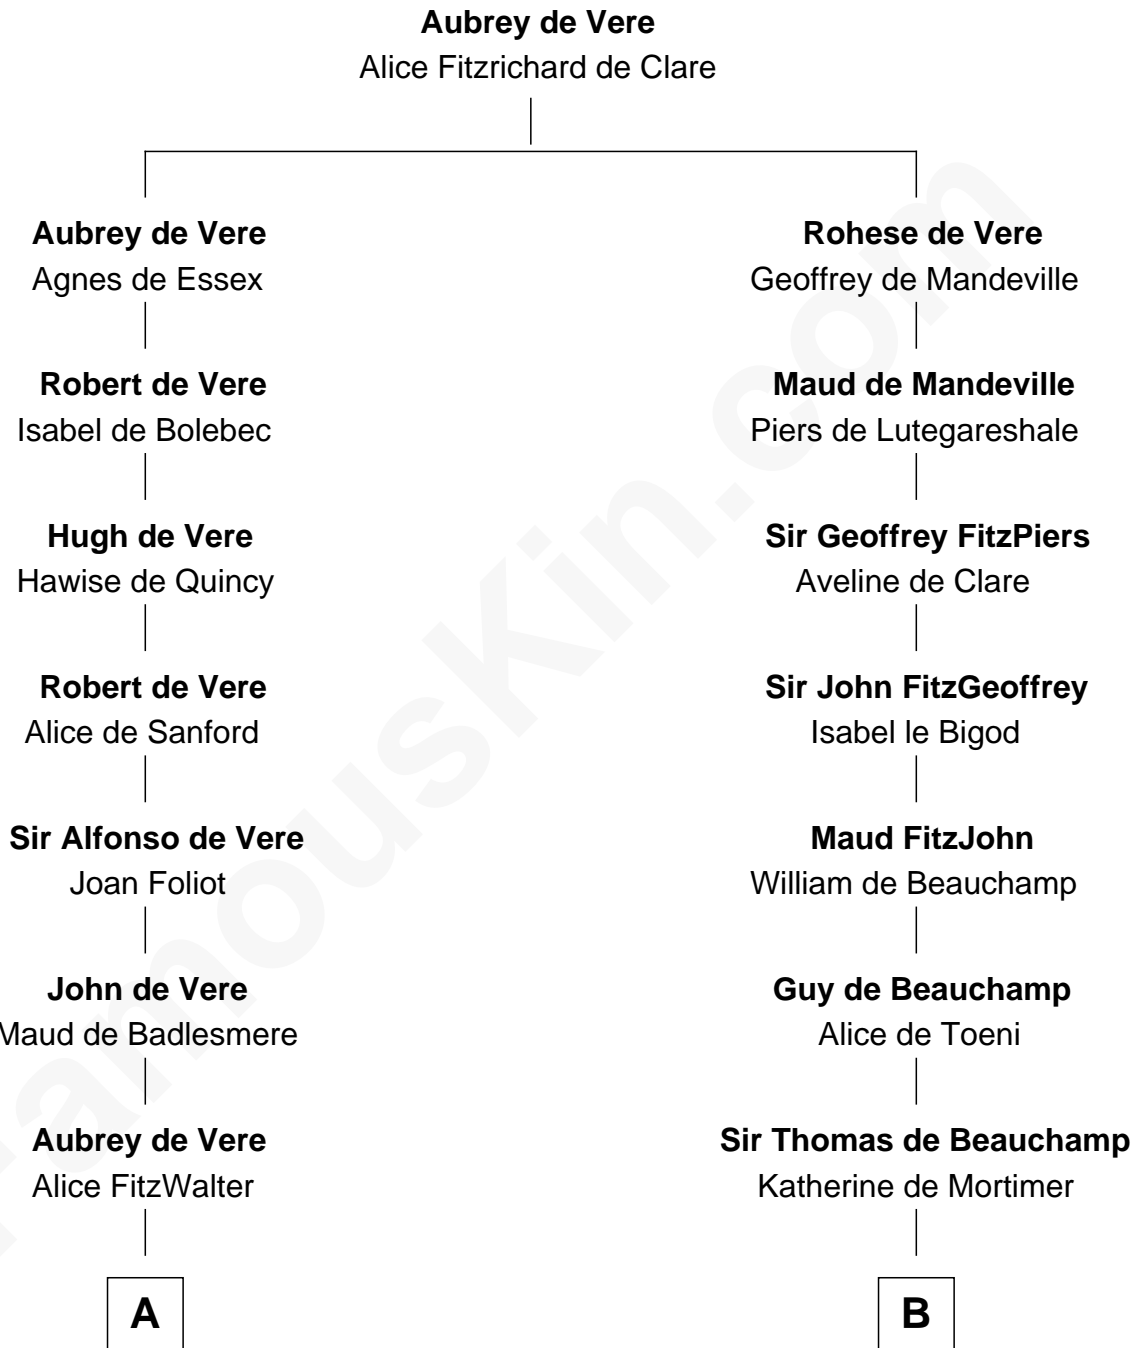 Aubrey de Vere
Alice Fitzrichard de Clare
Aubrey de Vere
Agnes de Essex
Robert de Vere
Isabel de Bolebec
Hugh de Vere
Hawise de Quincy
Robert de Vere
Alice de Sanford
Sir Alfonso de Vere
Joan Foliot
John de Vere
Maud de Badlesmere
Aubrey de Vere
Alice FitzWalter
A
Rohese de Vere
Geoffrey de Mandeville
Maud de Mandeville
Piers de Lutegareshale
Sir Geoffrey FitzPiers
Aveline de Clare
Sir John FitzGeoffrey
Isabel le Bigod
Maud FitzJohn
William de Beauchamp
Guy de Beauchamp
Alice de Toeni
Sir Thomas de Beauchamp
Katherine de Mortimer
B
FamousKin.com